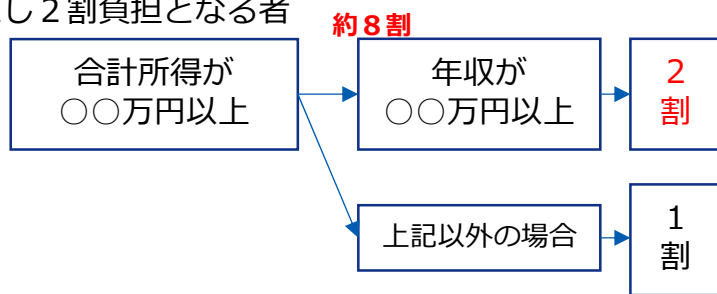 し２割負担となる者
約８割
合計所得が
○○万円以上
年収が
○○万円以上
２
割
上記以外の場合
１
割